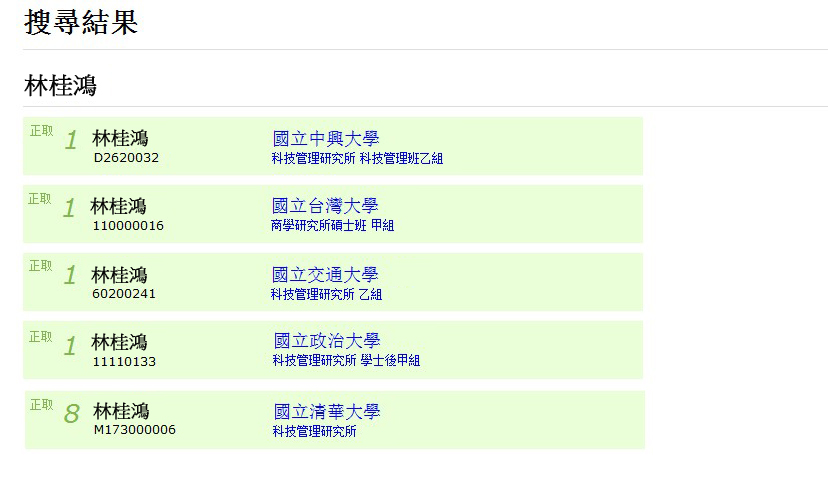 搜尋結果
林桂鴻
正取 1 林桂鴻 國立中興大學
D2620032 科技管理研究所 科技管理班乙組
正取 1 林桂鴻 國立台灣大學
110000016 商學研究所碩士班 甲組
正取 1 林桂鴻 國立交通大學
60200241 科技管理研究所 乙組
正取 1 林桂鴻 國立政治大學
11110133 科技管理研究所 學士後甲組
正取 8 林桂鴻 國立清華大學
M173000006 科技管理研究所